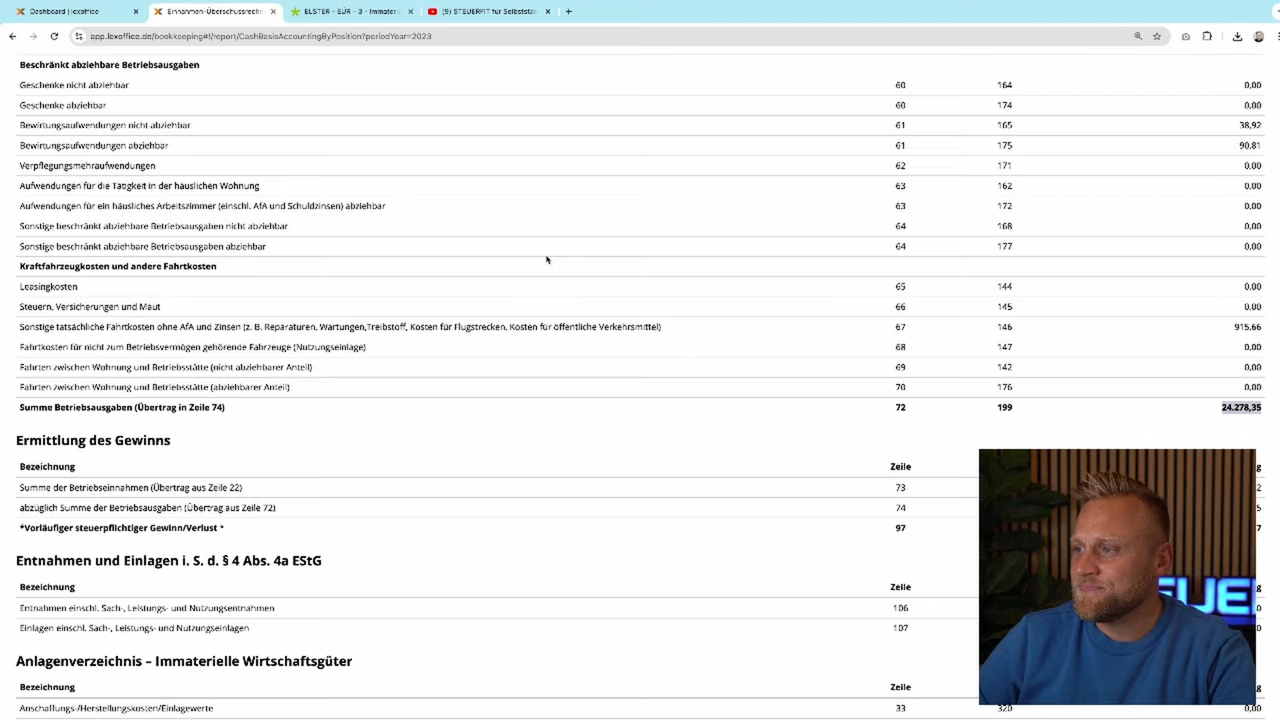 Dashboard | lexoffice
Einnahmen-Überschussrechn
ELSTER - EÜR - 3 - Immateri
(9) STEUERFIT für Selbststän
app.lexoffice.de/bookkeeping#!/report/CashBasisAccountingByPosition?periodYear=2023
Beschränkt abziehbare Betriebsausgaben
Geschenke nicht abziehbar 60 164 0,00
Geschenke abziehbar 60 174 0,00
Bewirtungsaufwendungen nicht abziehbar 61 165 38,92
Bewirtungsaufwendungen abziehbar 61 175 90,81
Verpflegungsmehraufwendungen 62 171 0,00
Aufwendungen für die Tätigkeit in der häuslichen Wohnung 63 162 0,00
Aufwendungen für ein häusliches Arbeitszimmer (einschl. AfA und Schuldzinsen) abziehbar 63 172 0,00
Sonstige beschränkt abziehbare Betriebsausgaben nicht abziehbar 64 168 0,00
Sonstige beschränkt abziehbare Betriebsausgaben abziehbar 64 177 0,00
Kraftfahrzeugkosten und andere Fahrtkosten
Leasingkosten 65 144 0,00
Steuern, Versicherungen und Maut 66 145 0,00
Sonstige tatsächliche Fahrtkosten ohne AfA und Zinsen (z. B. Reparaturen, Wartungen,Treibstoff, Kosten für Flugstrecken, Kosten für öffentliche Verkehrsmittel) 67 146 915,66
Fahrtkosten für nicht zum Betriebsvermögen gehörende Fahrzeuge (Nutzungseinlage) 68 147 0,00
Fahrten zwischen Wohnung und Betriebsstätte (nicht abziehbarer Anteil) 69 142 0,00
Fahrten zwischen Wohnung und Betriebsstätte (abziehbarer Anteil) 70 176 0,00
Summe Betriebsausgaben (Übertrag in Zeile 74) 72 199 24.278,35
Ermittlung des Gewinns
Bezeichnung Zeile g
Summe der Betriebseinnahmen (Übertrag aus Zeile 22) 73 2
abzüglich Summe der Betriebsausgaben (Übertrag aus Zeile 72) 74 5
*Vorläufiger steuerpflichtiger Gewinn/Verlust * 97 7
Entnahmen und Einlagen i. S. d. § 4 Abs. 4a EStG
Bezeichnung Zeile g
Entnahmen einschl. Sach-, Leistungs- und Nutzungsentnahmen 106 0
Einlagen einschl. Sach-, Leistungs- und Nutzungseinlagen 107 0
EUE
Anlagenverzeichnis – Immaterielle Wirtschaftsgüter
Bezeichnung Zeile g
Anschaffungs-/Herstellungskosten/Einlagewerte 33 320 0,00